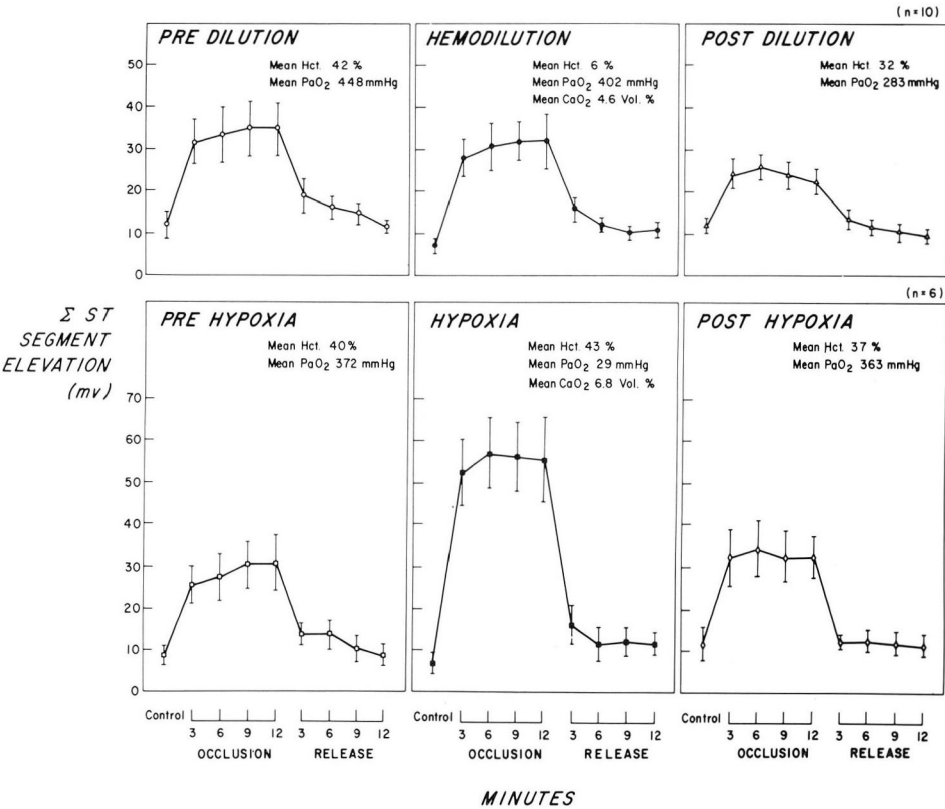 (n=10)
PRE DILUTION
Mean Hct. 42 %
Mean PaO2 448 mmHg
HEMODILUTION
Mean Hct. 6 %
Mean PaO2 402 mmHg
Mean CaO2 4.6 Vol. %
POST DILUTION
Mean Hct. 32 %
Mean PaO2 283 mmHg
50
40
30
20
10
0
(n=6)
Σ ST
SEGMENT
ELEVATION
(mv)
PRE HYPOXIA
Mean Hct. 40%
Mean PaO2 372 mmHg
HYPOXIA
Mean Hct. 43 %
Mean PaO2 29 mmHg
Mean CaO2 6.8 Vol. %
POST HYPOXIA
Mean Hct. 37 %
Mean PaO2 363 mmHg
70
60
50
40
30
20
10
0
Control 3 6 9 12 3 6 9 12
OCCLUSION RELEASE
Control 3 6 9 12 3 6 9 12
OCCLUSION RELEASE
Control 3 6 9 12 3 6 9 12
OCCLUSION RELEASE
MINUTES